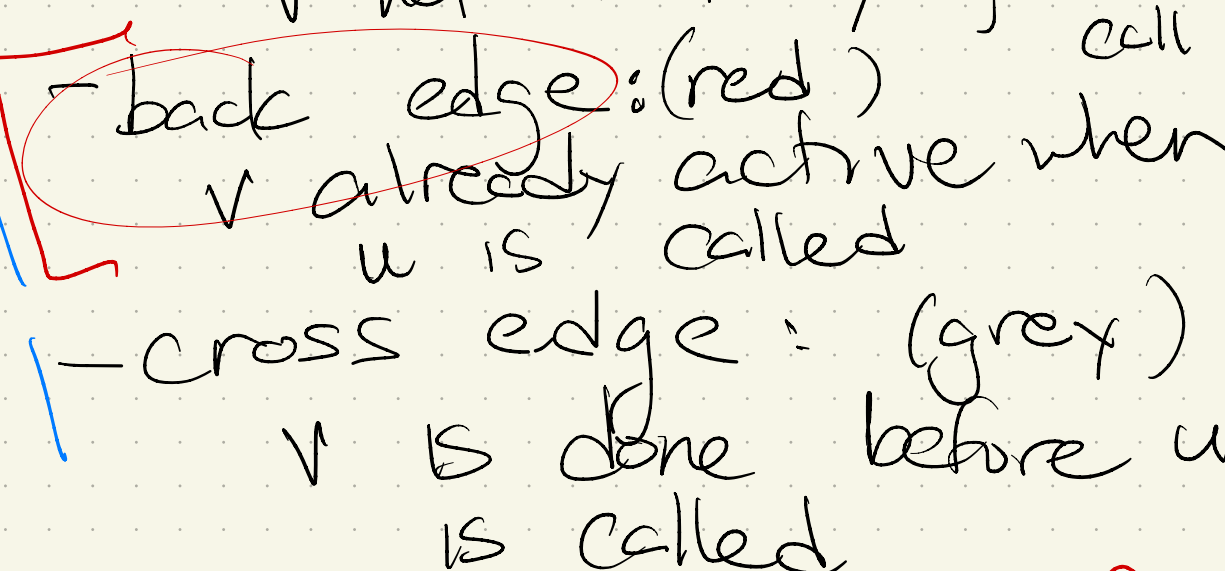 call
- back edge : (red)
v already active when
u is called
- cross edge : (grey)
v is done before u
is called